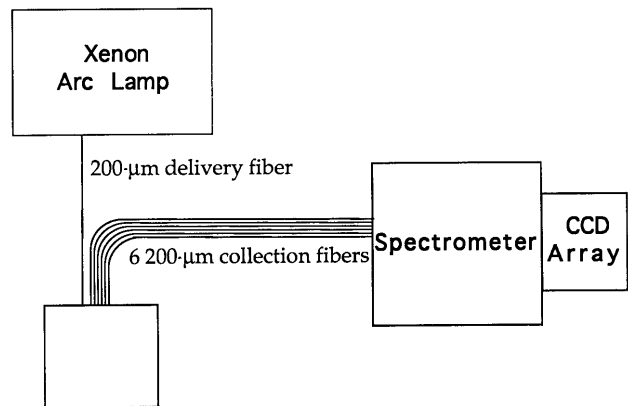 Xenon
Arc Lamp
200-µm delivery fiber
6 200-µm collection fibers
Spectrometer
CCD
Array